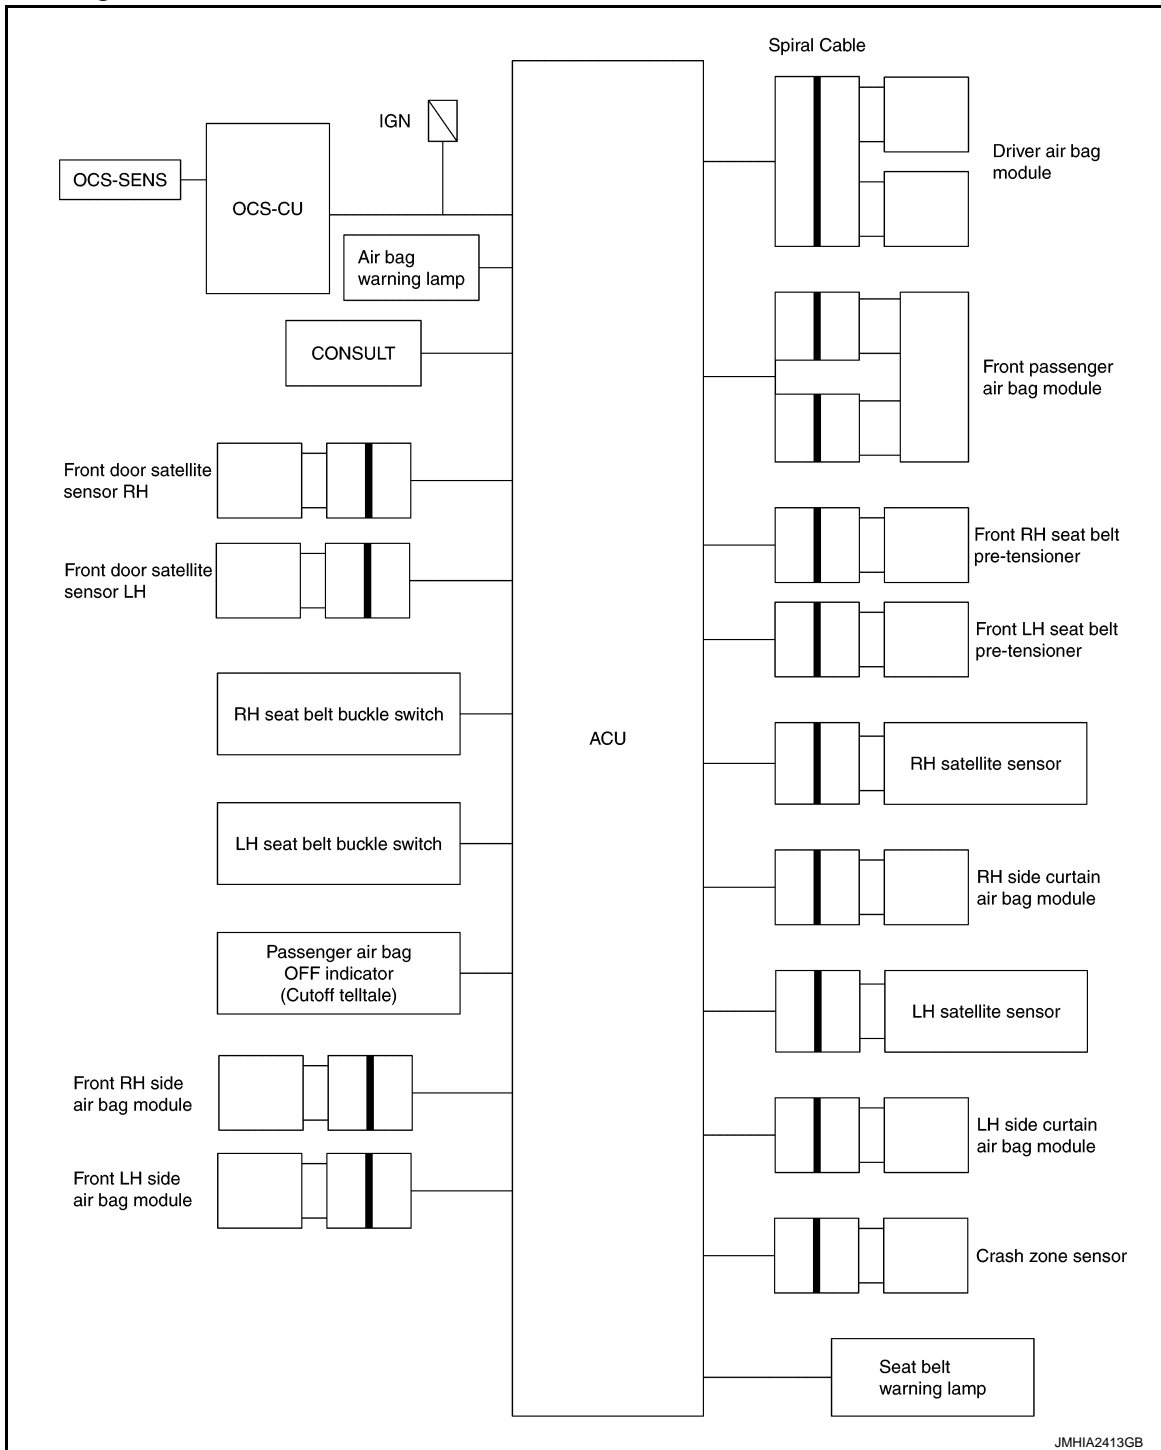 Spiral Cable
IGN
OCS-SENS
OCS-CU
Air bag
warning lamp
CONSULT
Front door satellite
sensor RH
Front door satellite
sensor LH
RH seat belt buckle switch
LH seat belt buckle switch
Passenger air bag
OFF indicator
(Cutoff telltale)
Front RH side
air bag module
Front LH side
air bag module
ACU
Driver air bag
module
Front passenger
air bag module
Front RH seat belt
pre-tensioner
Front LH seat belt
pre-tensioner
RH satellite sensor
RH side curtain
air bag module
LH satellite sensor
LH side curtain
air bag module
Crash zone sensor
Seat belt
warning lamp
JMHIA2413GB